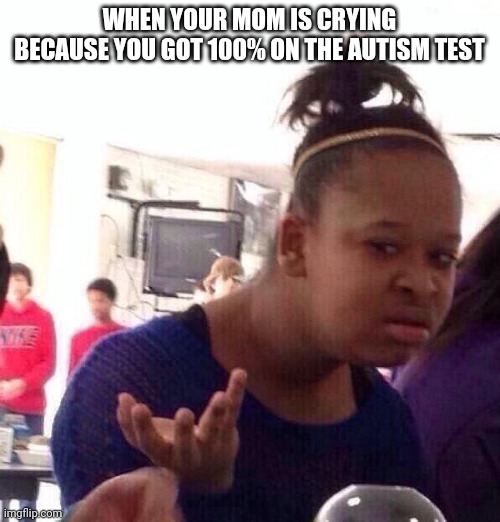 WHEN YOUR MOM IS CRYING
BECAUSE YOU GOT 100% ON THE AUTISM TEST
imgflip.com